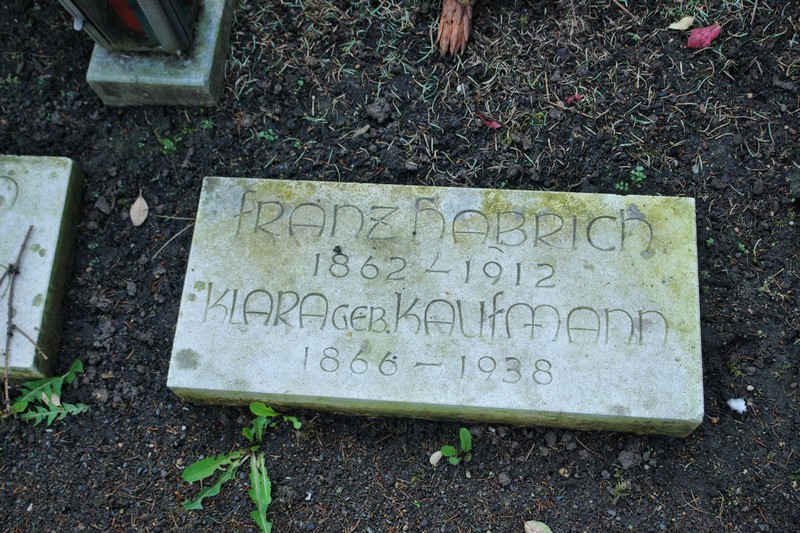 FRANZ HABRICH
1862 – 1912
KLARA GEB. KAUFMANN
1866 – 1938